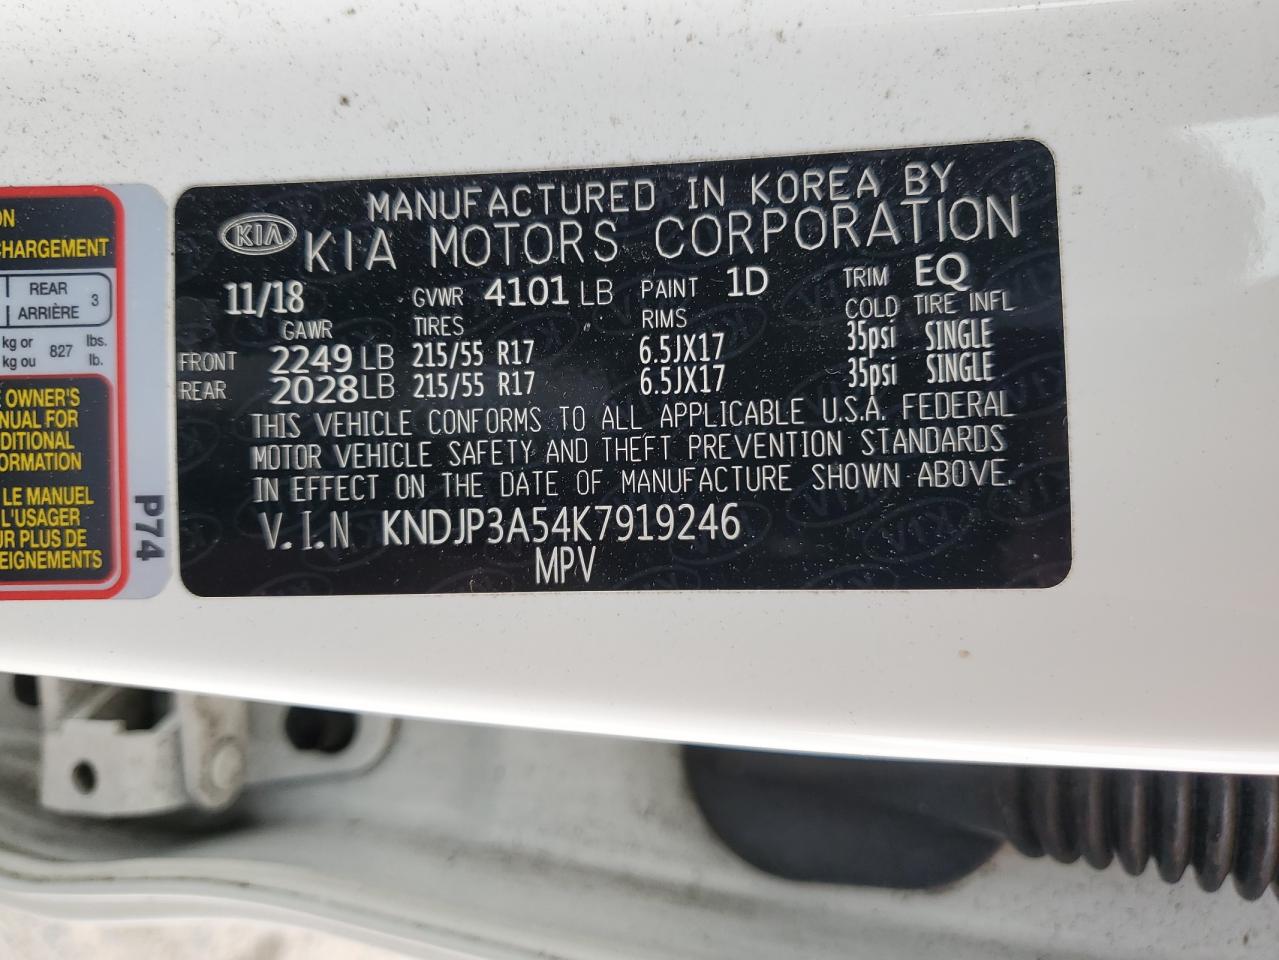 ON
CHARGEMENT
REAR
ARRIÈRE 3
kg or lbs.
kg ou 827 lb.
OWNER'S
ANUAL FOR
DDITIONAL
ORMATION
LE MANUEL
L'USAGER
UR PLUS DE
EIGNEMENTS
P74
MANUFACTURED IN KOREA BY
KIA KIA MOTORS CORPORATION
11/18 GVWR 4101 LB PAINT 1D TRIM EQ
GAWR TIRES RIMS COLD TIRE INFL
FRONT 2249 LB 215/55 R17 6.5JX17 35psi SINGLE
REAR 2028 LB 215/55 R17 6.5JX17 35psi SINGLE
THIS VEHICLE CONFORMS TO ALL APPLICABLE U.S.A. FEDERAL
MOTOR VEHICLE SAFETY AND THEFT PREVENTION STANDARDS
IN EFFECT ON THE DATE OF MANUFACTURE SHOWN ABOVE.
V.I.N KNDJP3A54K7919246
MPV